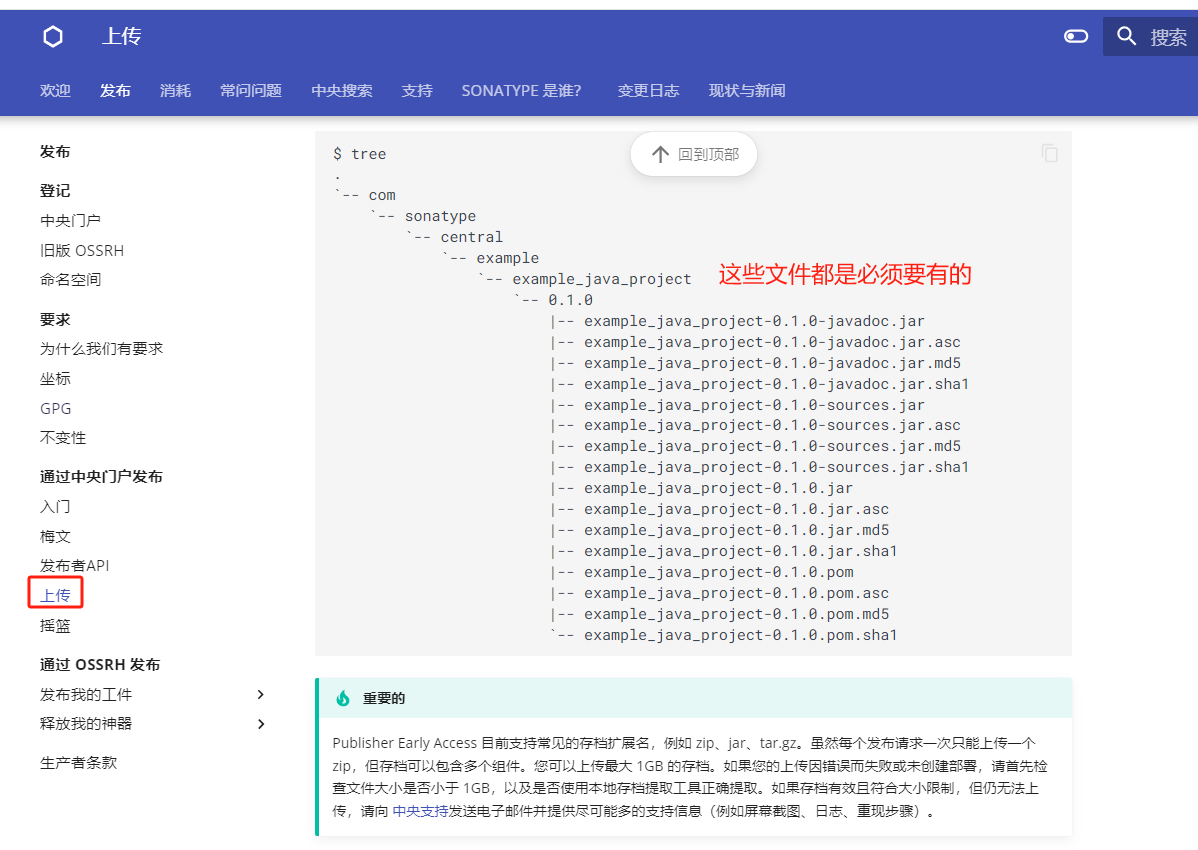 上传
搜索
欢迎 发布 消耗 常问问题 中央搜索 支持 SONATYPE 是谁? 变更日志 现状与新闻
发布
登记
中央门户
旧版 OSSRH
命名空间
要求
为什么我们有要求
坐标
GPG
不变性
通过中央门户发布
入门
梅文
发布者API
上传
摇篮
通过 OSSRH 发布
发布我的工件
释放我的神器
生产者条款
$ tree
回到顶部
.
`-- com
`-- sonatype
`-- central
`-- example
`-- example_java_project
这些文件都是必须要有的
`-- 0.1.0
|-- example_java_project-0.1.0-javadoc.jar
|-- example_java_project-0.1.0-javadoc.jar.asc
|-- example_java_project-0.1.0-javadoc.jar.md5
|-- example_java_project-0.1.0-javadoc.jar.sha1
|-- example_java_project-0.1.0-sources.jar
|-- example_java_project-0.1.0-sources.jar.asc
|-- example_java_project-0.1.0-sources.jar.md5
|-- example_java_project-0.1.0-sources.jar.sha1
|-- example_java_project-0.1.0.jar
|-- example_java_project-0.1.0.jar.asc
|-- example_java_project-0.1.0.jar.md5
|-- example_java_project-0.1.0.jar.sha1
|-- example_java_project-0.1.0.pom
|-- example_java_project-0.1.0.pom.asc
|-- example_java_project-0.1.0.pom.md5
`-- example_java_project-0.1.0.pom.sha1
重要的
Publisher Early Access 目前支持常见的存档扩展名，例如 zip、jar、tar.gz。虽然每个发布请求一次只能上传一个
zip，但存档可以包含多个组件。您可以上传最大 1GB 的存档。如果您的上传因错误而失败或未创建部署，请首先检
查文件大小是否小于 1GB，以及是否使用本地存档提取工具正确提取。如果存档有效且符合大小限制，但仍无法上
传，请向 中央支持发送电子邮件并提供尽可能多的支持信息（例如屏幕截图、日志、重现步骤）。